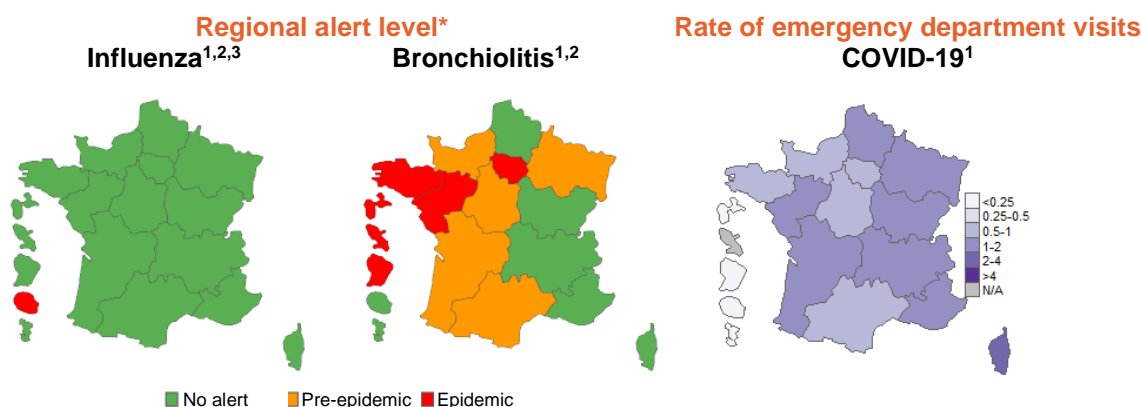 Regional alert level*
Influenza1,2,3
Bronchiolitis1,2
Rate of emergency department visits
COVID-191
<0.25
0.25-0.5
0.5-1
1-2
2-4
>4
N/A
No alert
Pre-epidemic
Epidemic